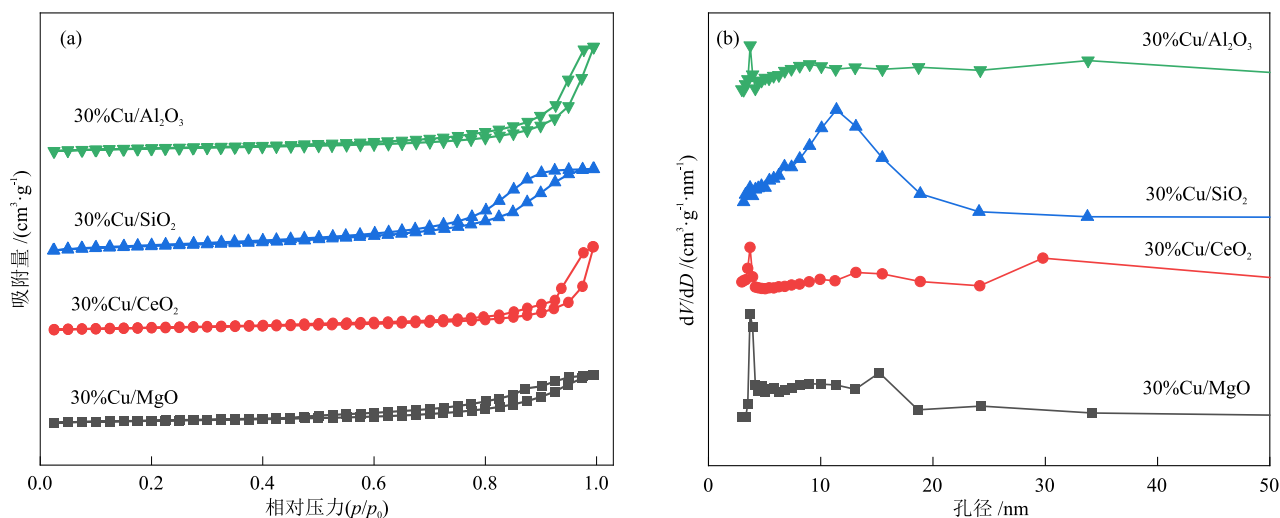 (a)
30%Cu/Al₂O₃
30%Cu/SiO₂
30%Cu/CeO₂
30%Cu/MgO
吸附量 /(cm³·g⁻¹)
0.0 0.2 0.4 0.6 0.8 1.0
相对压力(p/p₀)
(b)
30%Cu/Al₂O₃
30%Cu/SiO₂
30%Cu/CeO₂
30%Cu/MgO
dV/dD /(cm³·g⁻¹·nm⁻¹)
0 10 20 30 40 50
孔径 /nm